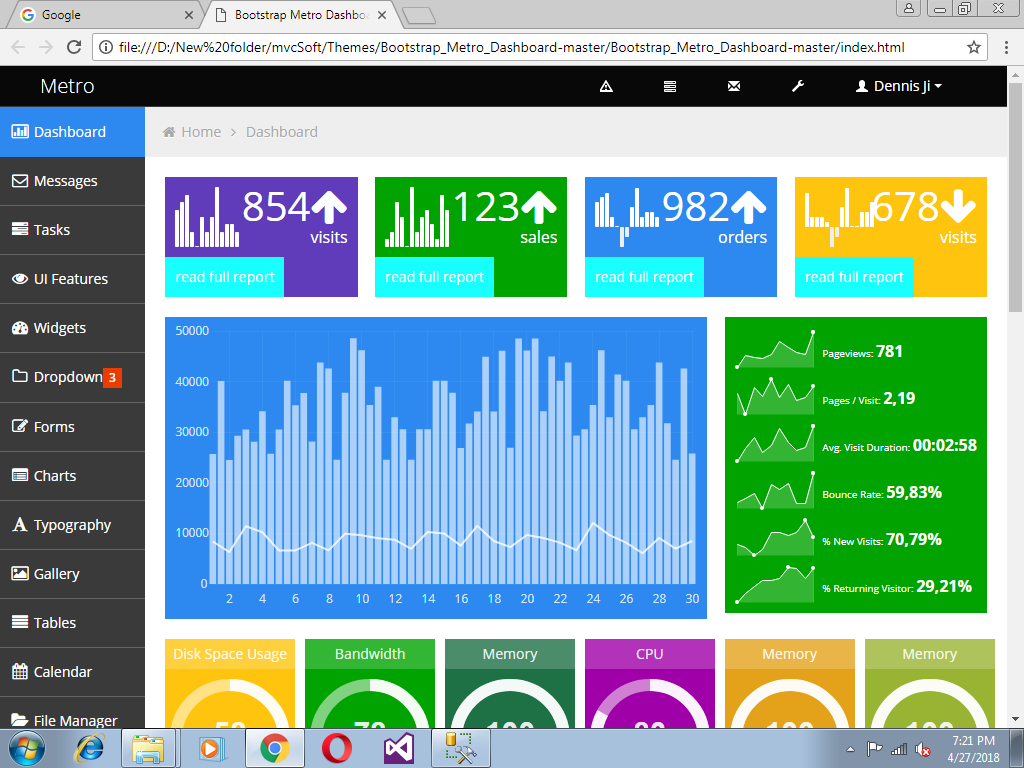 Google
Bootstrap Metro Dashbo
file:///D:/New%20folder/mvcSoft/Themes/Bootstrap_Metro_Dashboard-master/Bootstrap_Metro_Dashboard-master/index.html
Metro
Dennis Ji
Dashboard
Messages
Tasks
UI Features
Widgets
Dropdown 3
Forms
Charts
Typography
Gallery
Tables
Calendar
File Manager
Home > Dashboard
854
visits
read full report
123
sales
read full report
982
orders
read full report
678
visits
read full report
50000
40000
30000
20000
10000
0
2 4 6 8 10 12 14 16 18 20 22 24 26 28 30
Pageviews: 781
Pages / Visit: 2,19
Avg. Visit Duration: 00:02:58
Bounce Rate: 59,83%
% New Visits: 70,79%
% Returning Visitor: 29,21%
Disk Space Usage
Bandwidth
Memory
CPU
Memory
Memory
7:21 PM
4/27/2018